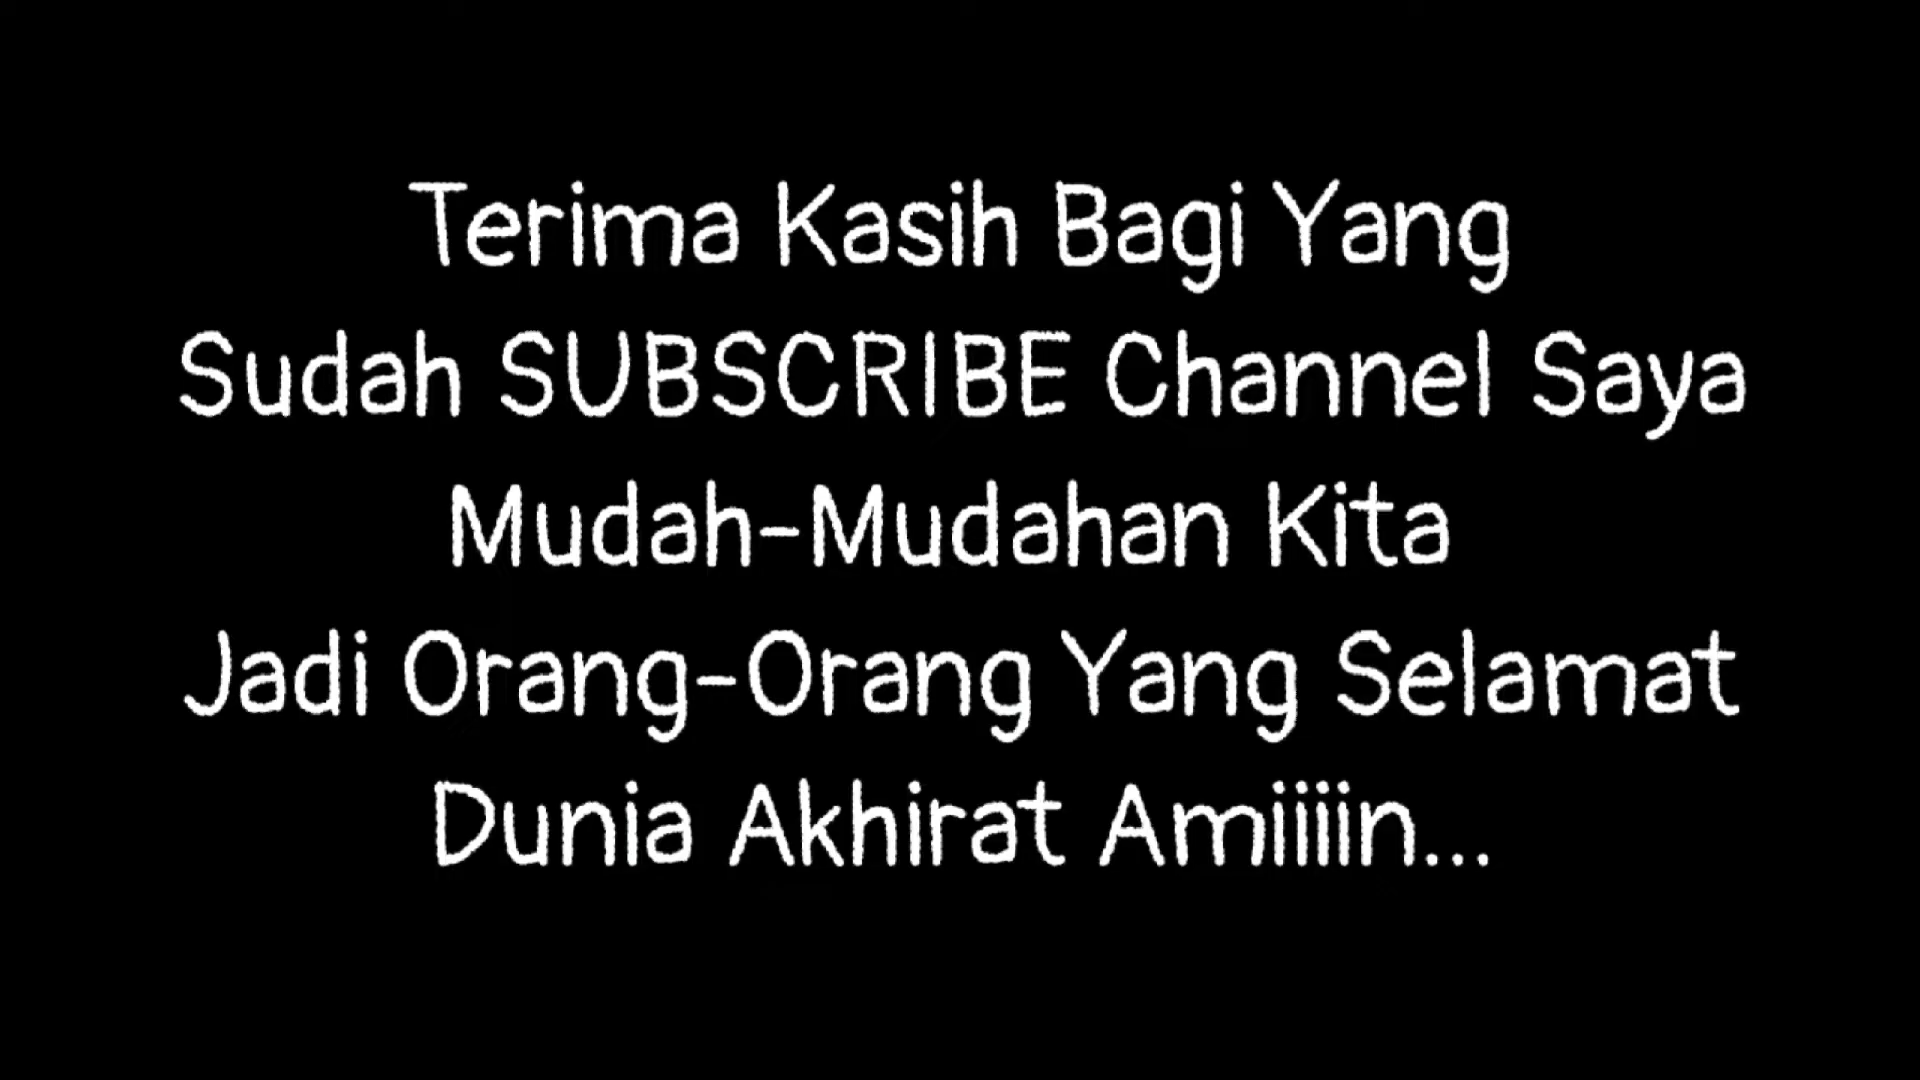 Terima Kasih Bagi Yang
Sudah SUBSCRIBE Channel Saya
Mudah-Mudahan Kita
Jadi Orang-Orang Yang Selamat
Dunia Akhirat Amiiiin...